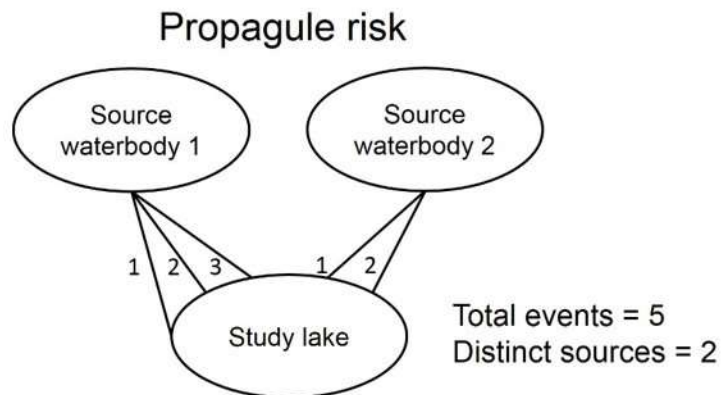 Propagule risk
Source
waterbody 1
Source
waterbody 2
1
2
3
1
2
Study lake
Total events = 5
Distinct sources = 2